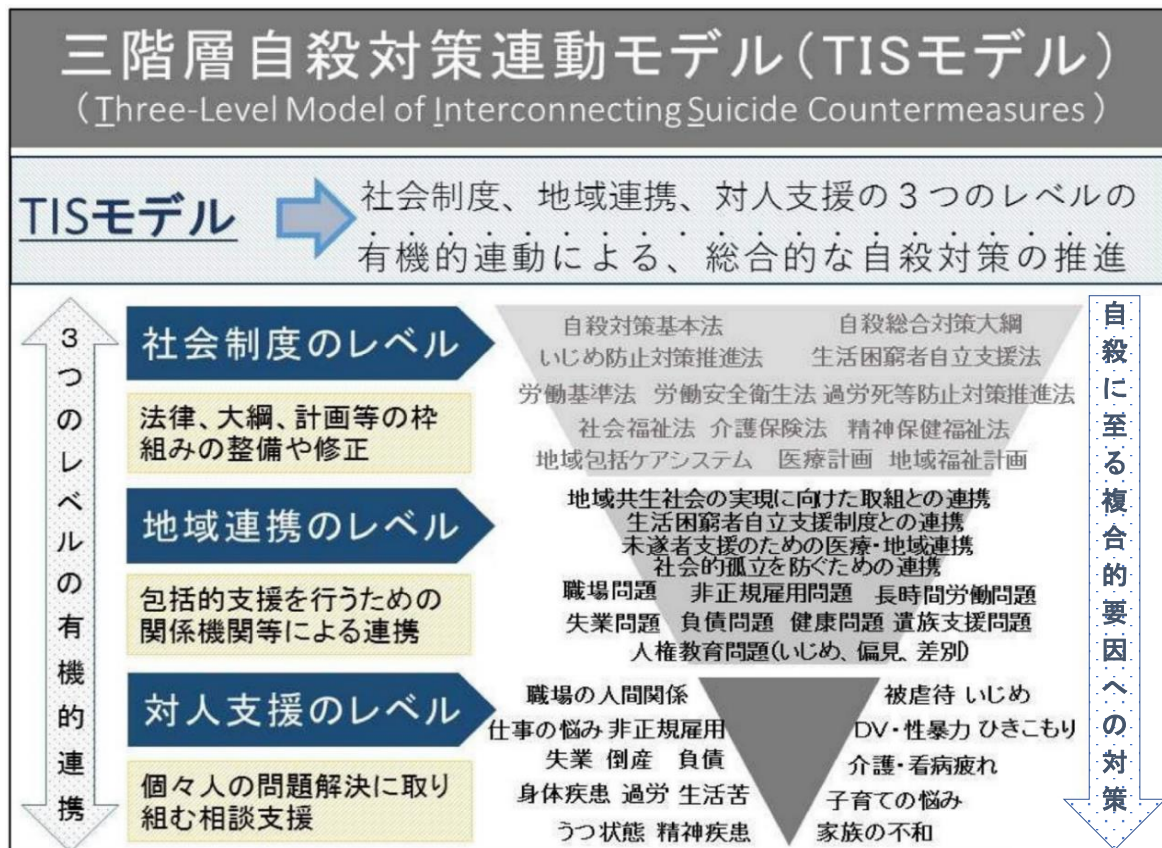 三階層自殺対策連動モデル(TISモデル)
(Three-Level Model of Interconnecting Suicide Countermeasures)
TISモデル
社会制度、地域連携、対人支援の3つのレベルの
有機的連動による、総合的な自殺対策の推進
3つのレベルの有機的連携
社会制度のレベル
法律、大綱、計画等の枠
組みの整備や修正
自殺対策基本法 自殺総合対策大綱
いじめ防止対策推進法 生活困窮者自立支援法
労働基準法 労働安全衛生法 過労死等防止対策推進法
社会福祉法 介護保険法 精神保健福祉法
地域包括ケアシステム 医療計画 地域福祉計画
地域連携のレベル
包括的支援を行うための
関係機関等による連携
地域共生社会の実現に向けた取組との連携
生活困窮者自立支援制度との連携
未遂者支援のための医療・地域連携
社会的孤立を防ぐための連携
職場問題 非正規雇用問題 長時間労働問題
失業問題 負債問題 健康問題 遺族支援問題
人権教育問題(いじめ、偏見、差別)
対人支援のレベル
個々人の問題解決に取り
組む相談支援
職場の人間関係 被虐待 いじめ
仕事の悩み 非正規雇用 DV・性暴力 ひきこもり
失業 倒産 負債 介護・看病疲れ
身体疾患 過労 生活苦 子育ての悩み
うつ状態 精神疾患 家族の不和
自殺に至る複合的要因への対策